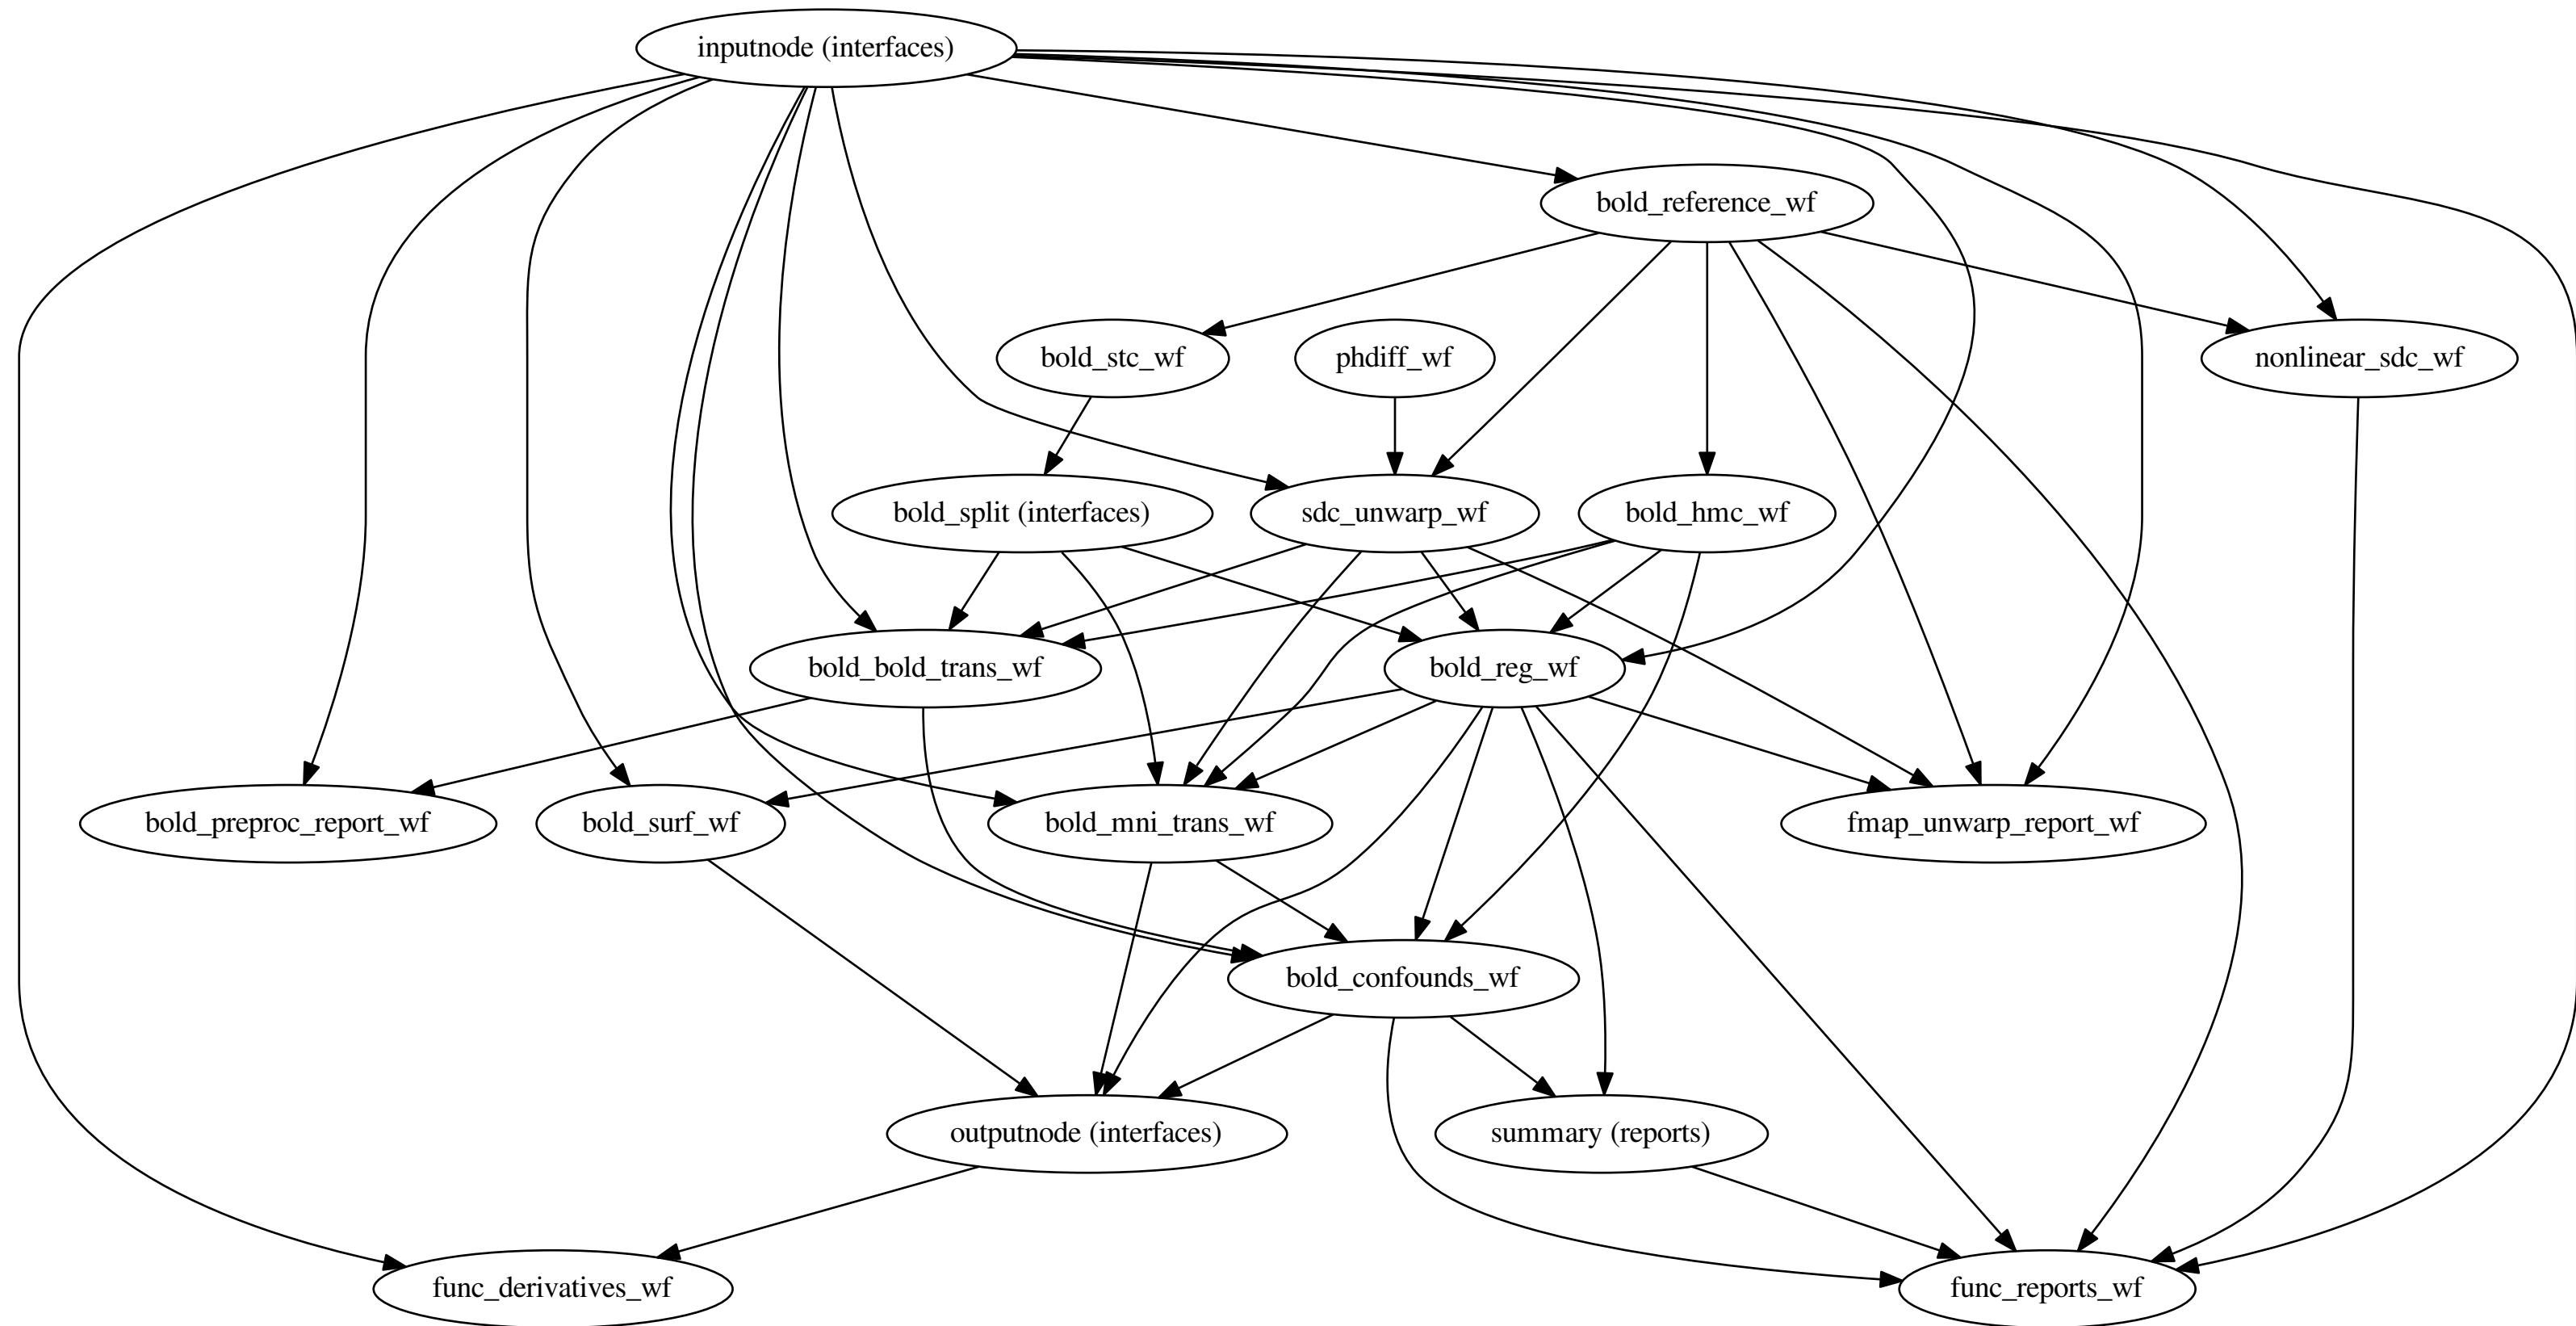 inputnode (interfaces)
bold_reference_wf
bold_stc_wf
phdiff_wf
nonlinear_sdc_wf
bold_split (interfaces)
sdc_unwarp_wf
bold_hmc_wf
bold_bold_trans_wf
bold_reg_wf
bold_preproc_report_wf
bold_surf_wf
bold_mni_trans_wf
fmap_unwarp_report_wf
bold_confounds_wf
outputnode (interfaces)
summary (reports)
func_derivatives_wf
func_reports_wf